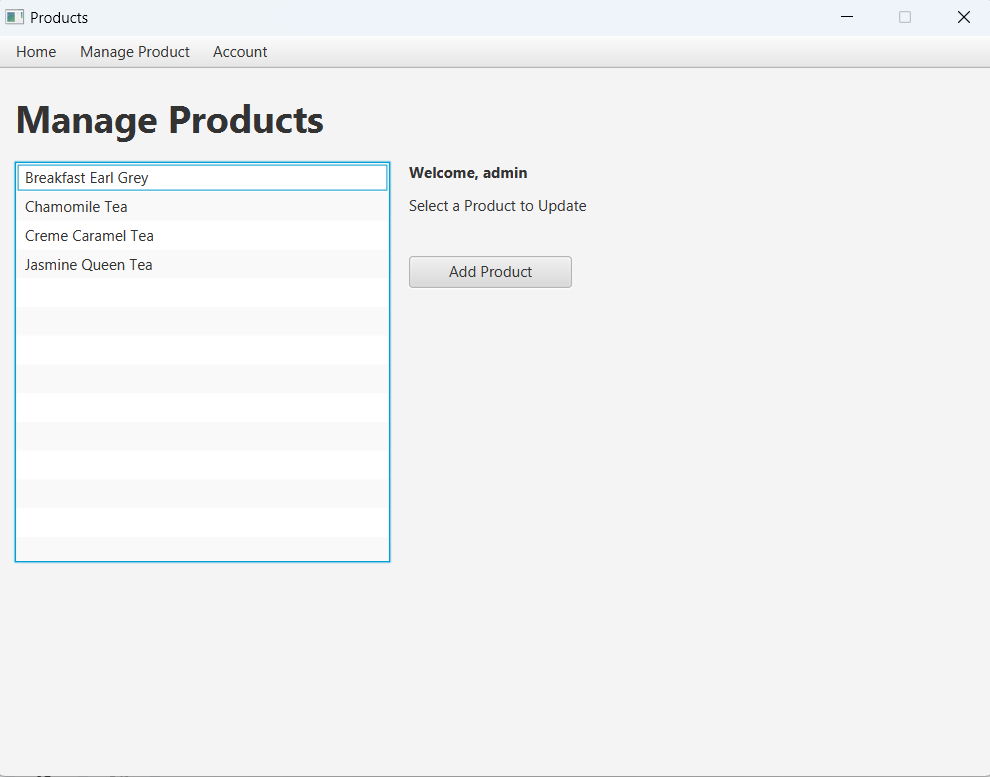 Products
Home Manage Product Account
Manage Products
Breakfast Earl Grey
Chamomile Tea
Creme Caramel Tea
Jasmine Queen Tea
Welcome, admin
Select a Product to Update
Add Product